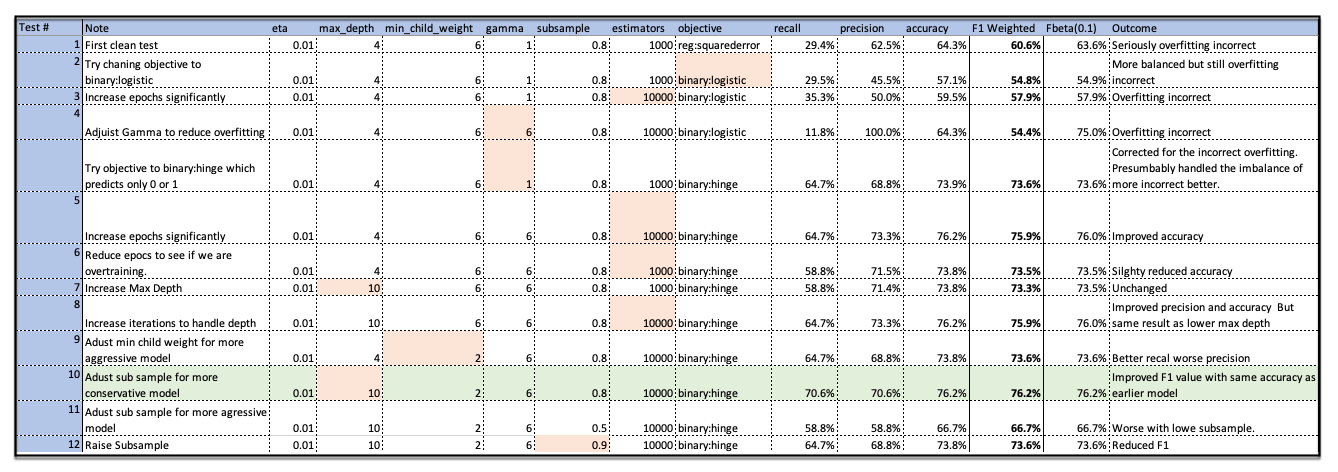 Test # Note eta max_depth min_child_weight gamma subsample estimators objective recall precision accuracy F1 Weighted Fbeta(0.1) Outcome
1 First clean test 0.01 4 6 1 0.8 1000 reg:squarederror 29.4% 62.5% 64.3% 60.6% 63.6% Seriously overfitting incorrect
2 Try chaning objective to More balanced but still overfitting
binary:logistic 0.01 4 6 1 0.8 1000 binary:logistic 29.5% 45.5% 57.1% 54.8% 54.9% incorrect
3 Increase epochs significantly 0.01 4 6 1 0.8 10000 binary:logistic 35.3% 50.0% 59.5% 57.9% 57.9% Overfitting incorrect
4
Adjuist Gamma to reduce overfitting 0.01 4 6 6 0.8 10000 binary:logistic 11.8% 100.0% 64.3% 54.4% 75.0% Overfitting incorrect
Corrected for the incorrect overfitting.
Try objective to binary:hinge which Presumbably handled the imbalance of
predicts only 0 or 1 0.01 4 6 1 0.8 1000 binary:hinge 64.7% 68.8% 73.9% 73.6% 73.6% more incorrect better.
5
Increase epochs significantly 0.01 4 6 6 0.8 10000 binary:hinge 64.7% 73.3% 76.2% 75.9% 76.0% Improved accuracy
6 Reduce epocs to see if we are
overtraining. 0.01 4 6 6 0.8 1000 binary:hinge 58.8% 71.5% 73.8% 73.5% 73.5% Silghty reduced accuracy
7 Increase Max Depth 0.01 10 6 6 0.8 1000 binary:hinge 58.8% 71.4% 73.8% 73.3% 73.5% Unchanged
8 Improved precision and accuracy But
Increase iterations to handle depth 0.01 10 6 6 0.8 10000 binary:hinge 64.7% 73.3% 76.2% 75.9% 76.0% same result as lower max depth
9 Adust min child weight for more
aggressive model 0.01 4 2 6 0.8 10000 binary:hinge 64.7% 68.8% 73.8% 73.6% 73.6% Better recal worse precision
10 Adust sub sample for more Improved F1 value with same accuracy as
conservative model 0.01 10 2 6 0.8 10000 binary:hinge 70.6% 70.6% 76.2% 76.2% 76.2% earlier model
11 Adust sub sample for more agressive
model 0.01 10 2 6 0.5 10000 binary:hinge 58.8% 58.8% 66.7% 66.7% 66.7% Worse with lowe subsample.
12 Raise Subsample 0.01 10 2 6 0.9 10000 binary:hinge 64.7% 68.8% 73.8% 73.6% 73.6% Reduced F1